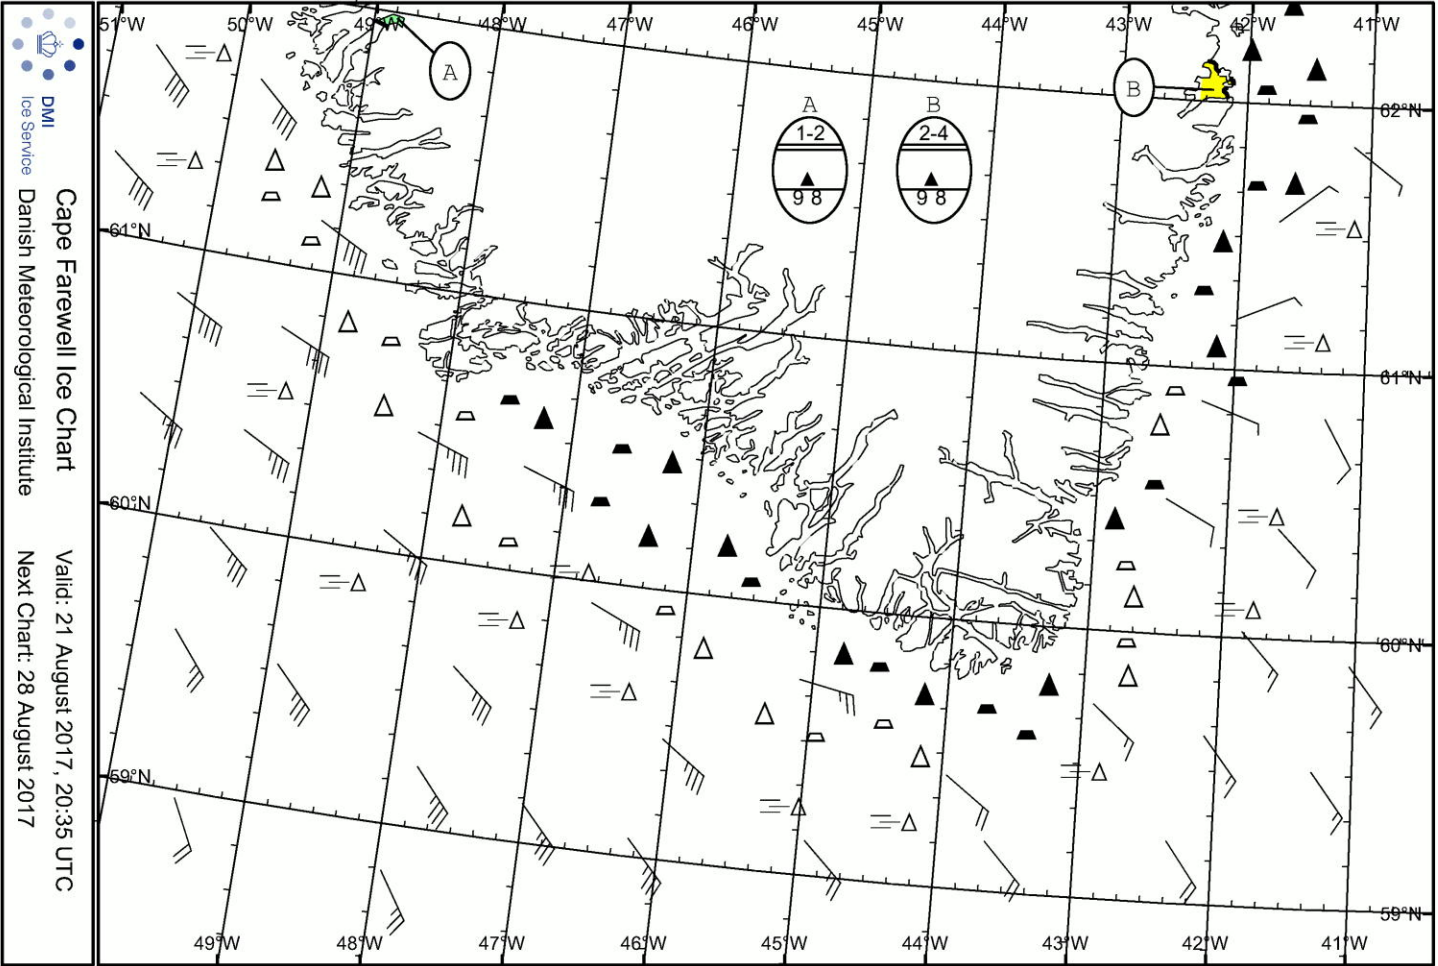 51°W 50°W 49°W 48°W 47°W 46°W 45°W 44°W 43°W 42°W 41°W
DMI
Ice Service
Cape Farewell Ice Chart
Danish Meteorological Institute
Valid: 21 August 2017, 20:35 UTC
Next Chart: 28 August 2017
A
B
A
1-2
9 8
B
2-4
9 8
62°N
61°N
61°N
60°N
60°N
59°N
59°N
49°W 48°W 47°W 46°W 45°W 44°W 43°W 42°W 41°W